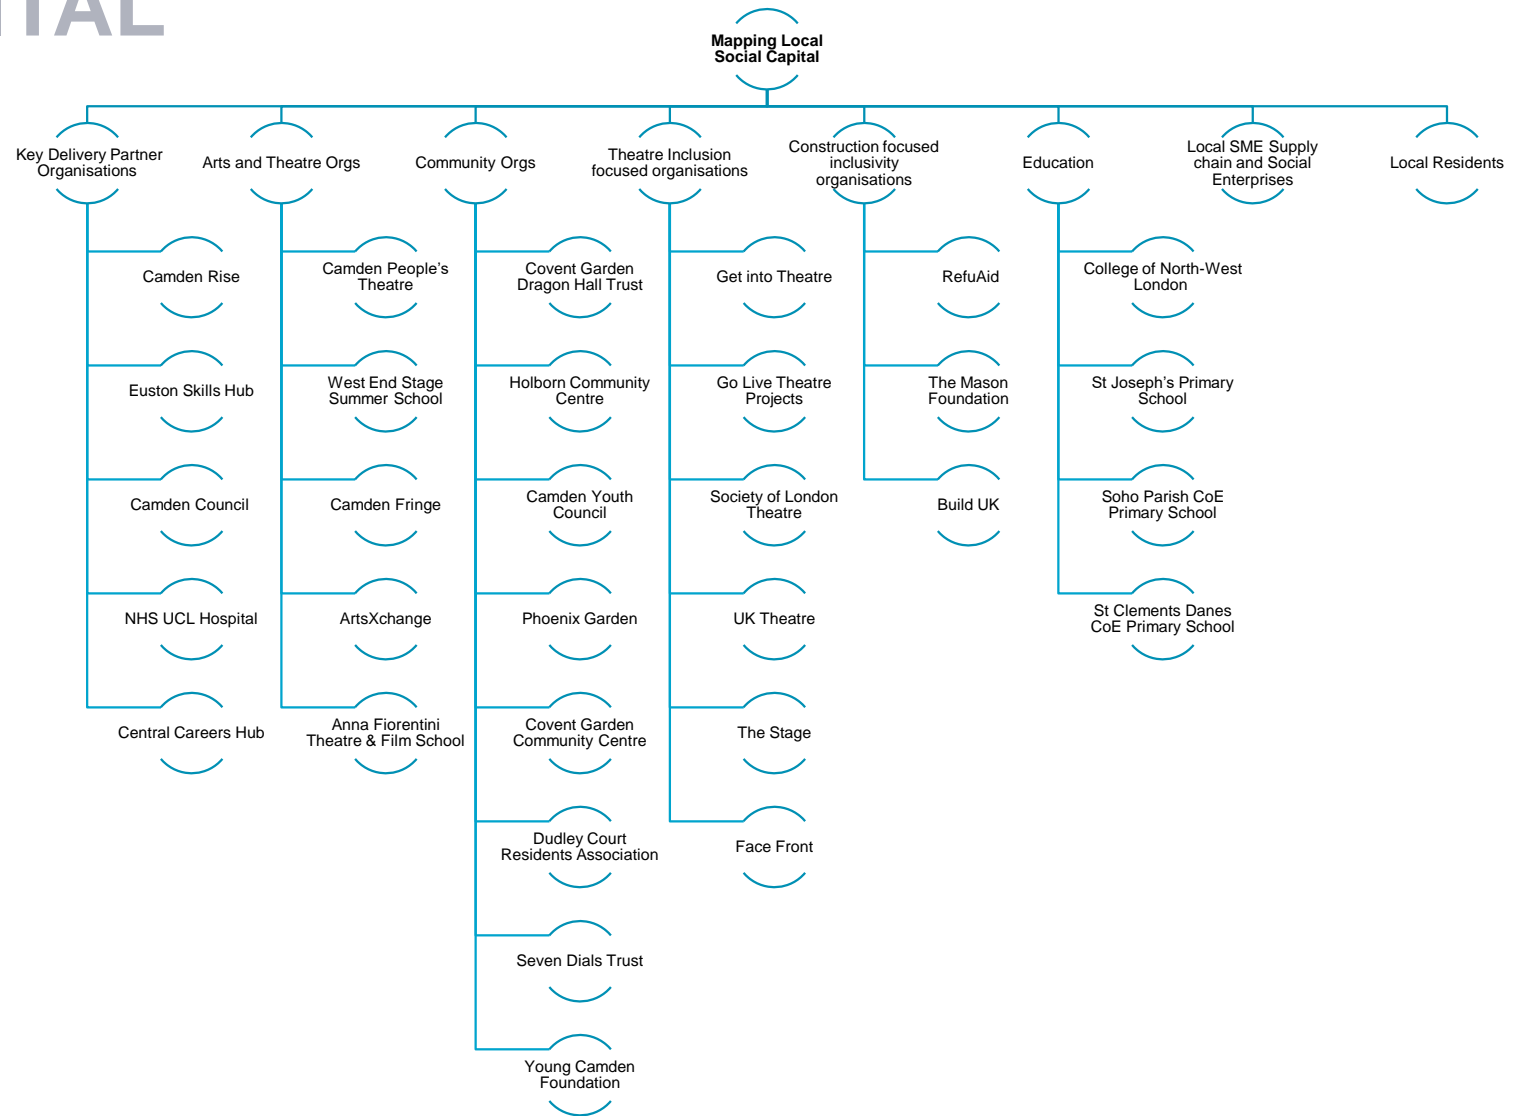 ITAL
Mapping Local
Social Capital
Key Delivery Partner
Organisations
Arts and Theatre Orgs
Community Orgs
Theatre Inclusion
focused organisations
Construction focused
inclusivity
organisations
Education
Local SME Supply
chain and Social
Enterprises
Local Residents
Camden Rise
Euston Skills Hub
Camden Council
NHS UCL Hospital
Central Careers Hub
Camden People’s
Theatre
West End Stage
Summer School
Camden Fringe
ArtsXchange
Anna Fiorentini
Theatre & Film School
Covent Garden
Dragon Hall Trust
Holborn Community
Centre
Camden Youth
Council
Phoenix Garden
Covent Garden
Community Centre
Dudley Court
Residents Association
Seven Dials Trust
Young Camden
Foundation
Get into Theatre
Go Live Theatre
Projects
Society of London
Theatre
UK Theatre
The Stage
Face Front
RefuAid
The Mason
Foundation
Build UK
College of North-West
London
St Joseph’s Primary
School
Soho Parish CoE
Primary School
St Clements Danes
CoE Primary School